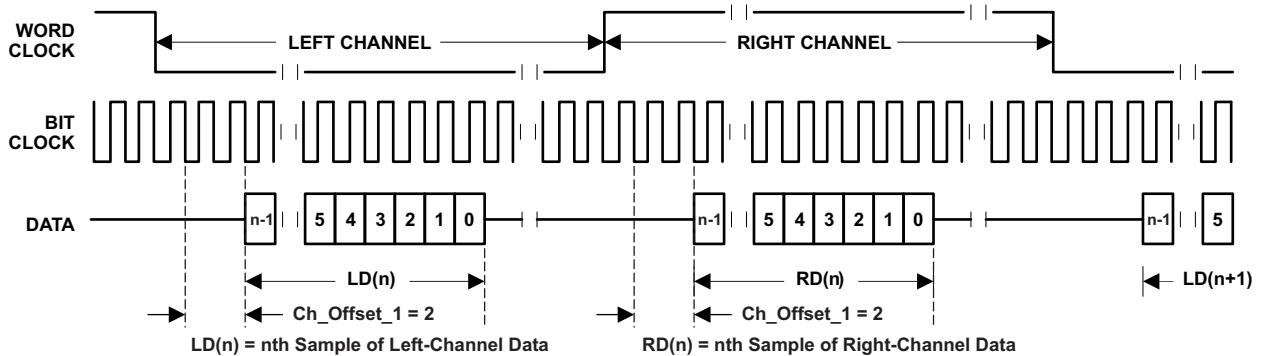 WORD
CLOCK
LEFT CHANNEL
RIGHT CHANNEL
BIT
CLOCK
DATA
n-1 5 4 3 2 1 0 n-1 5 4 3 2 1 0 n-1 5
LD(n)
RD(n)
LD(n+1)
Ch_Offset_1 = 2
Ch_Offset_1 = 2
LD(n) = nth Sample of Left-Channel Data
RD(n) = nth Sample of Right-Channel Data